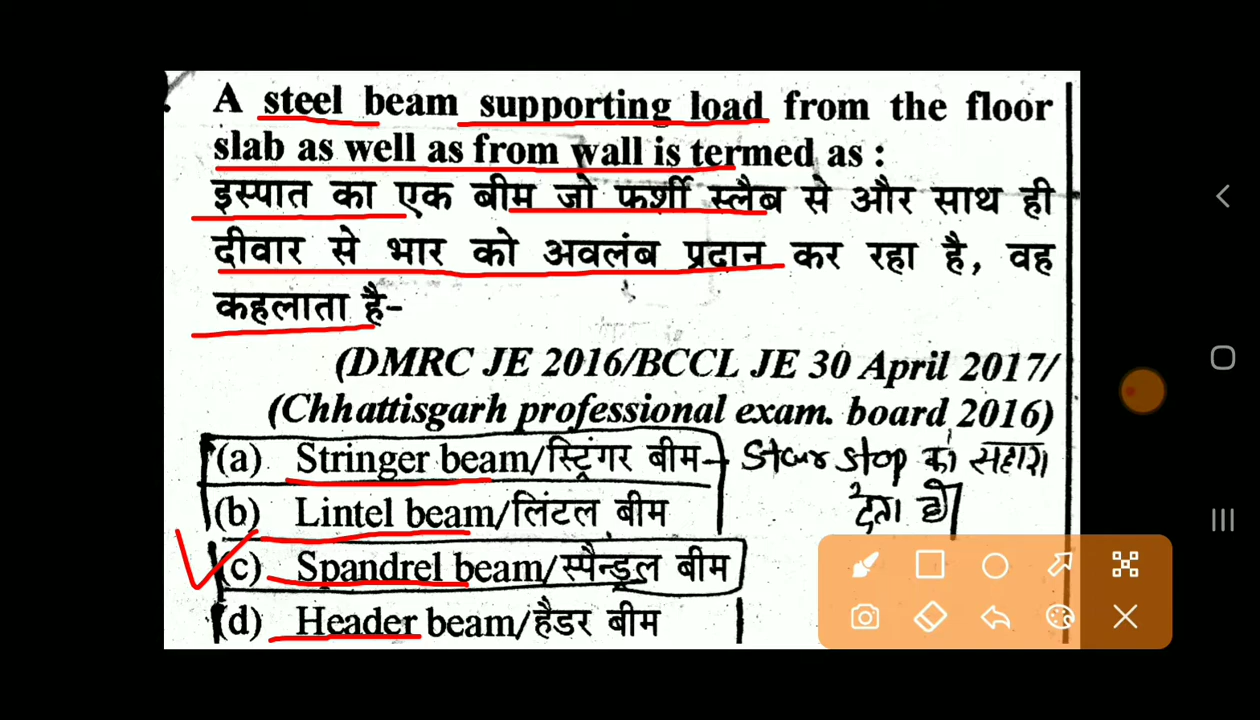 A steel beam supporting load from the floor
slab as well as from wall is termed as :
इस्पात का एक बीम जो फर्शी स्लैब से और साथ ही
दीवार से भार को अवलंब प्रदान कर रहा है, वह
कहलाता है-
(DMRC JE 2016/BCCL JE 30 April 2017/
(Chhattisgarh professional exam. board 2016)
(a) Stringer beam/स्ट्रिंगर बीम
stop को सहारा
देता हो
(b) Lintel beam/लिंटल बीम
(c) Spandrel beam/स्पैन्ड्रल बीम
(d) Header beam/हैडर बीम